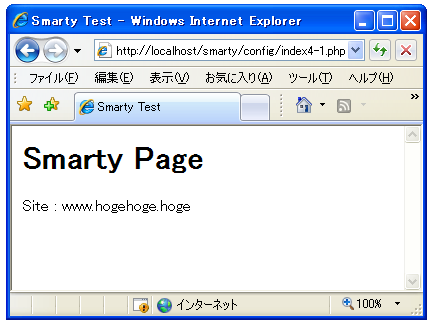 Smarty Test - Windows Internet Explorer
http://localhost/smarty/config/index4-1.php
ファイル(F) 編集(E) 表示(V) お気に入り(A) ツール(T) ヘルプ(H)
Smarty Test
Smarty Page
Site : www.hogehoge.hoge
インターネット 100%